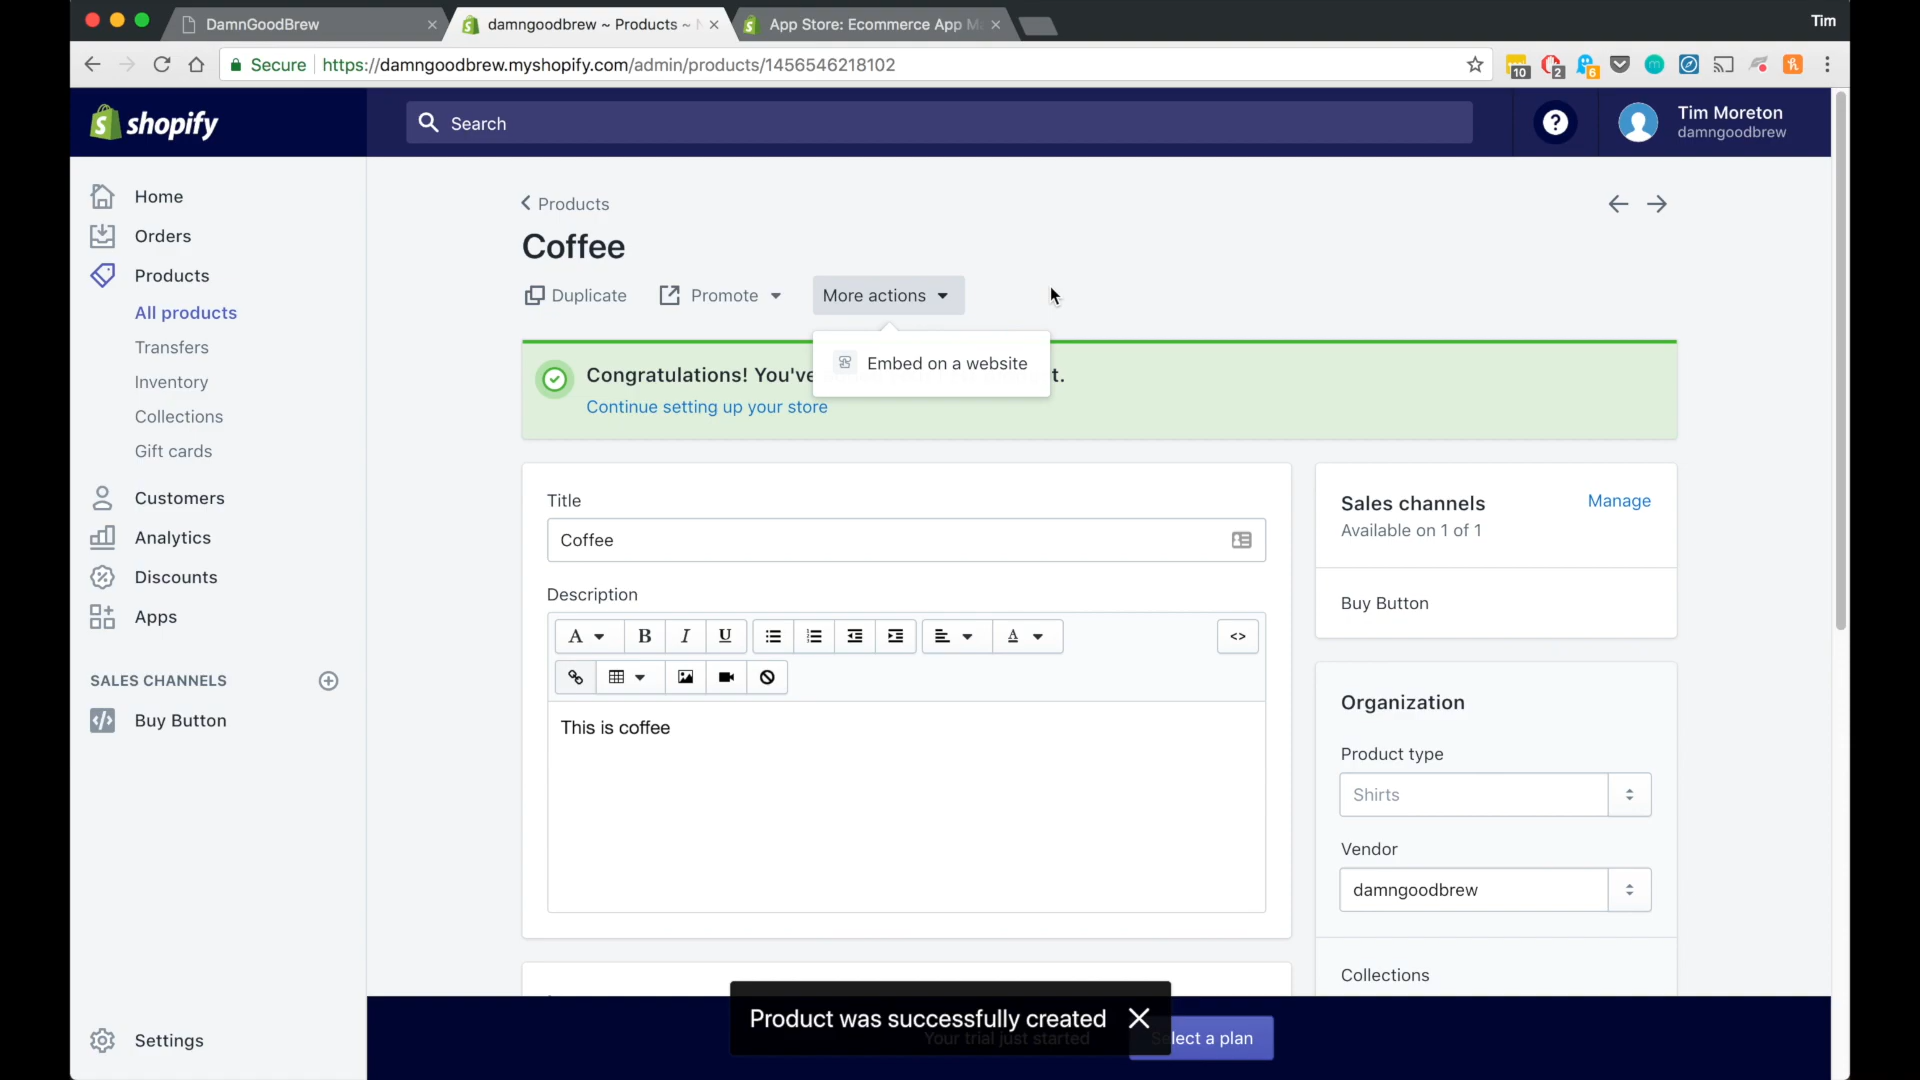 DamnGoodBrew
damngoodbrew ~ Products ~
App Store: Ecommerce App
Tim
Secure
https://damngoodbrew.myshopify.com/admin/products/1456546218102
10
2
6
shopify
Search
?
Tim Moreton
damngoodbrew
Home
Orders
Products
All products
Transfers
Inventory
Collections
Gift cards
Customers
Analytics
Discounts
Apps
SALES CHANNELS
Buy Button
Settings
Products
Coffee
Duplicate
Promote
More actions
Embed on a website
Congratulations! You've t.
Continue setting up your store
Title
Coffee
Description
A
B
I
U
A
<>
This is coffee
Sales channels
Manage
Available on 1 of 1
Buy Button
Organization
Product type
Shirts
Vendor
damngoodbrew
Collections
Product was successfully created
Your trial just started
elect a plan